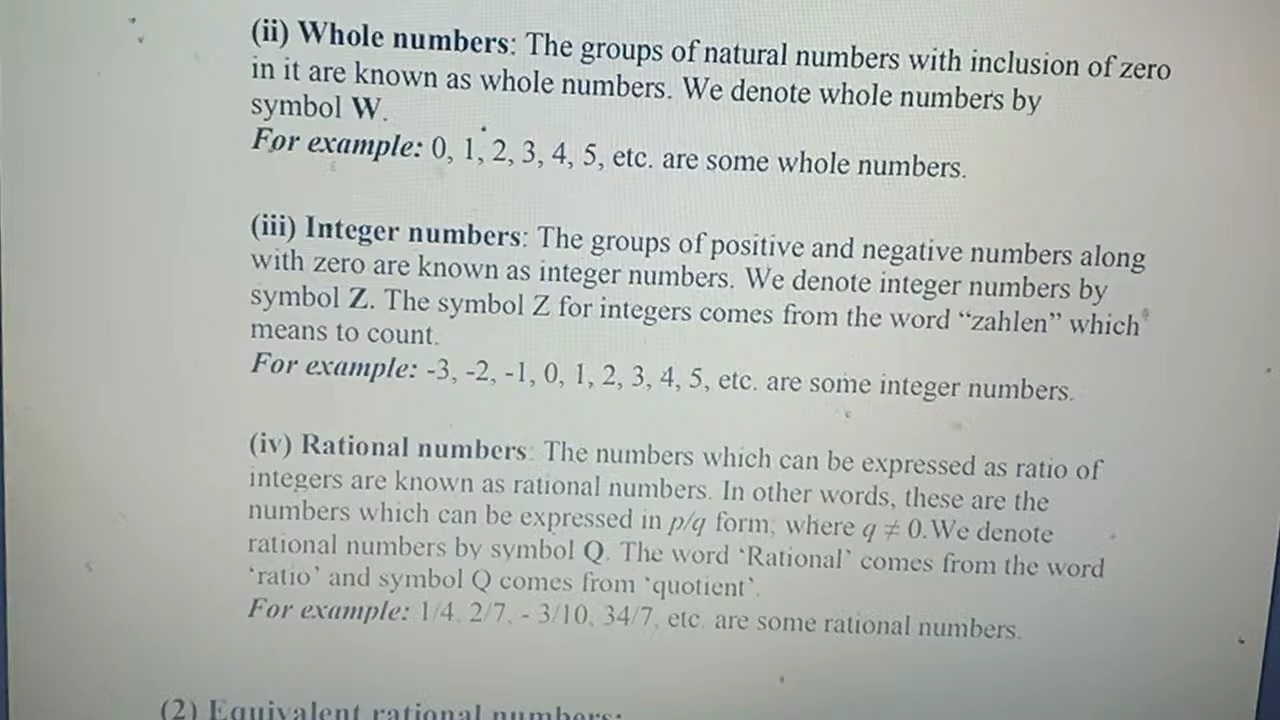 (ii) Whole numbers: The groups of natural numbers with inclusion of zero
in it are known as whole numbers. We denote whole numbers by
symbol W.
For example: 0, 1, 2, 3, 4, 5, etc. are some whole numbers.
(iii) Integer numbers: The groups of positive and negative numbers along
with zero are known as integer numbers. We denote integer numbers by
symbol Z. The symbol Z for integers comes from the word “zahlen” which
means to count.
For example: -3, -2, -1, 0, 1, 2, 3, 4, 5, etc. are some integer numbers.
(iv) Rational numbers: The numbers which can be expressed as ratio of
integers are known as rational numbers. In other words, these are the
numbers which can be expressed in p/q form, where q ≠ 0. We denote
rational numbers by symbol Q. The word ‘Rational’ comes from the word
‘ratio’ and symbol Q comes from ‘quotient’.
For example: 1/4, 2/7, - 3/10, 34/7, etc. are some rational numbers.
(2) Equivalent rational numbers: